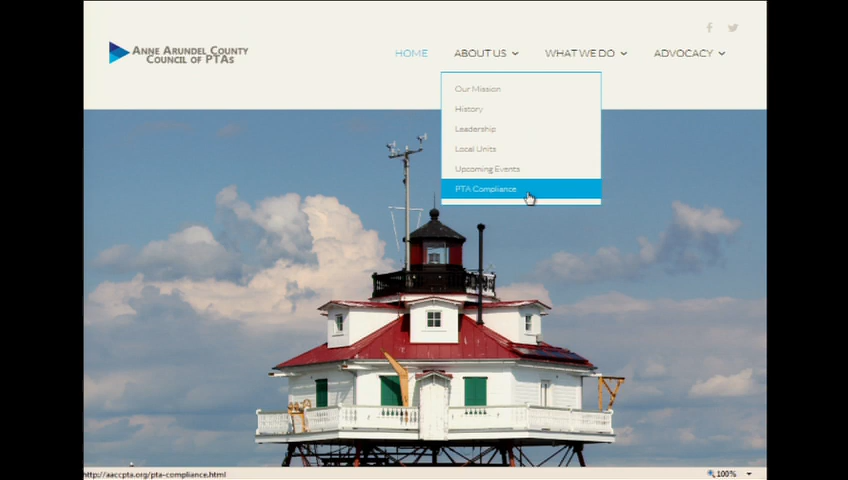 ANNE ARUNDEL COUNTY
COUNCIL OF PTAS
HOME
ABOUT US
WHAT WE DO
ADVOCACY
Our Mission
History
Leadership
Local Units
Upcoming Events
PTA Compliance
http://aaccpta.org/pta-compliance.html
100%